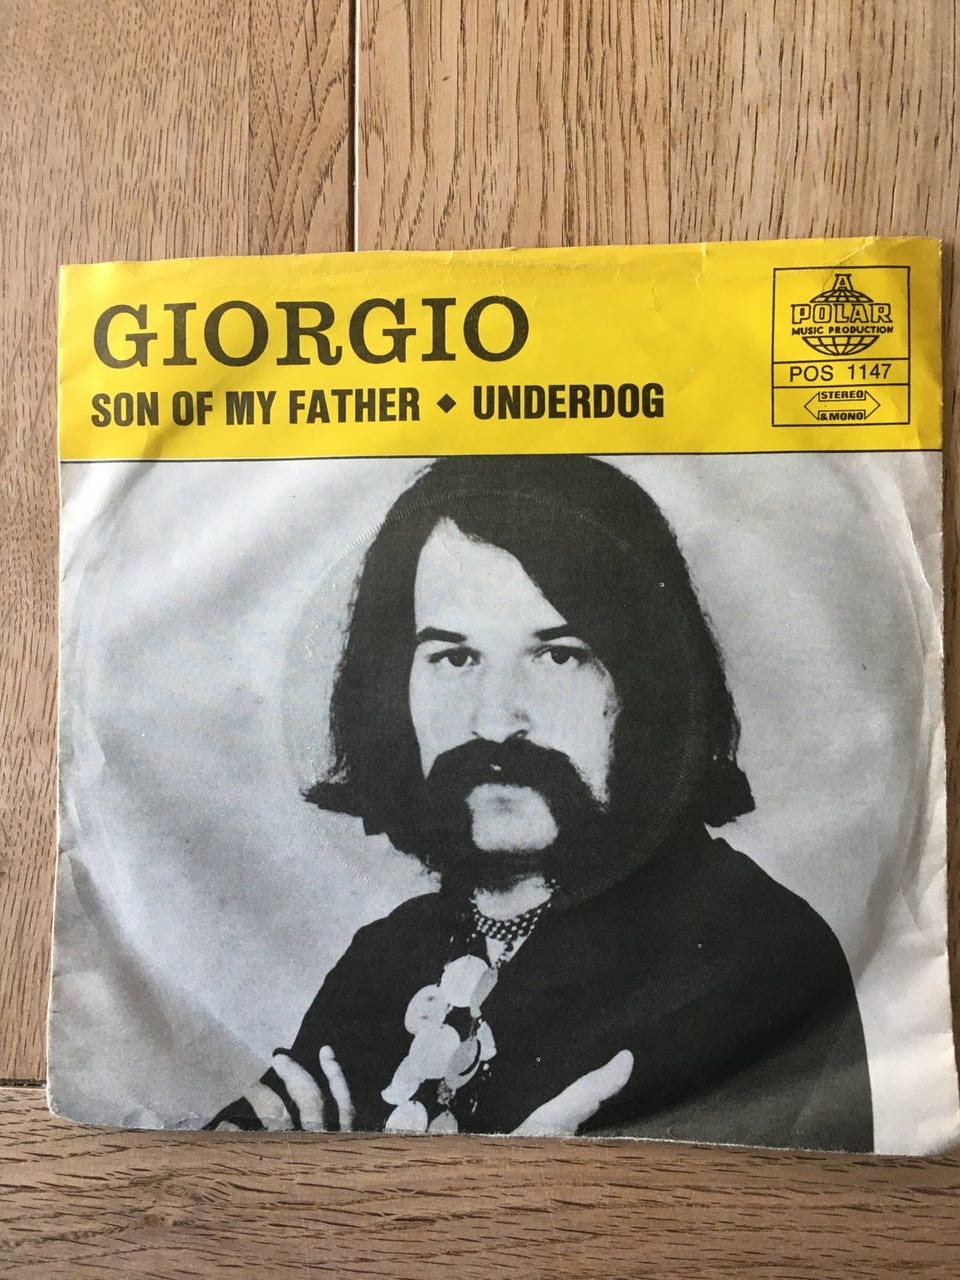 GIORGIO
SON OF MY FATHER ◆ UNDERDOG
A
POLAR
MUSIC PRODUCTION
POS 1147
STEREO
& MONO